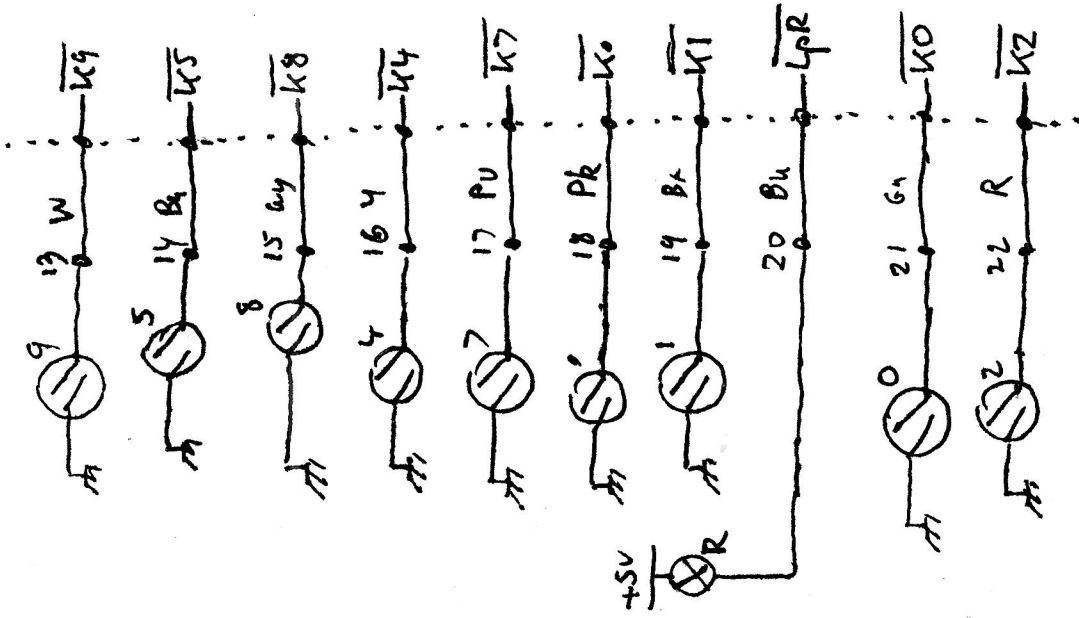 K9 K5 K8 K4 K7 K. K1 LpR K0 K2
W Bk Gy Y Pu Pk Br Bu Gn R
13 14 15 16 17 18 19 20 21 22
9 5 8 4 7 . 1 0 2
+5V R